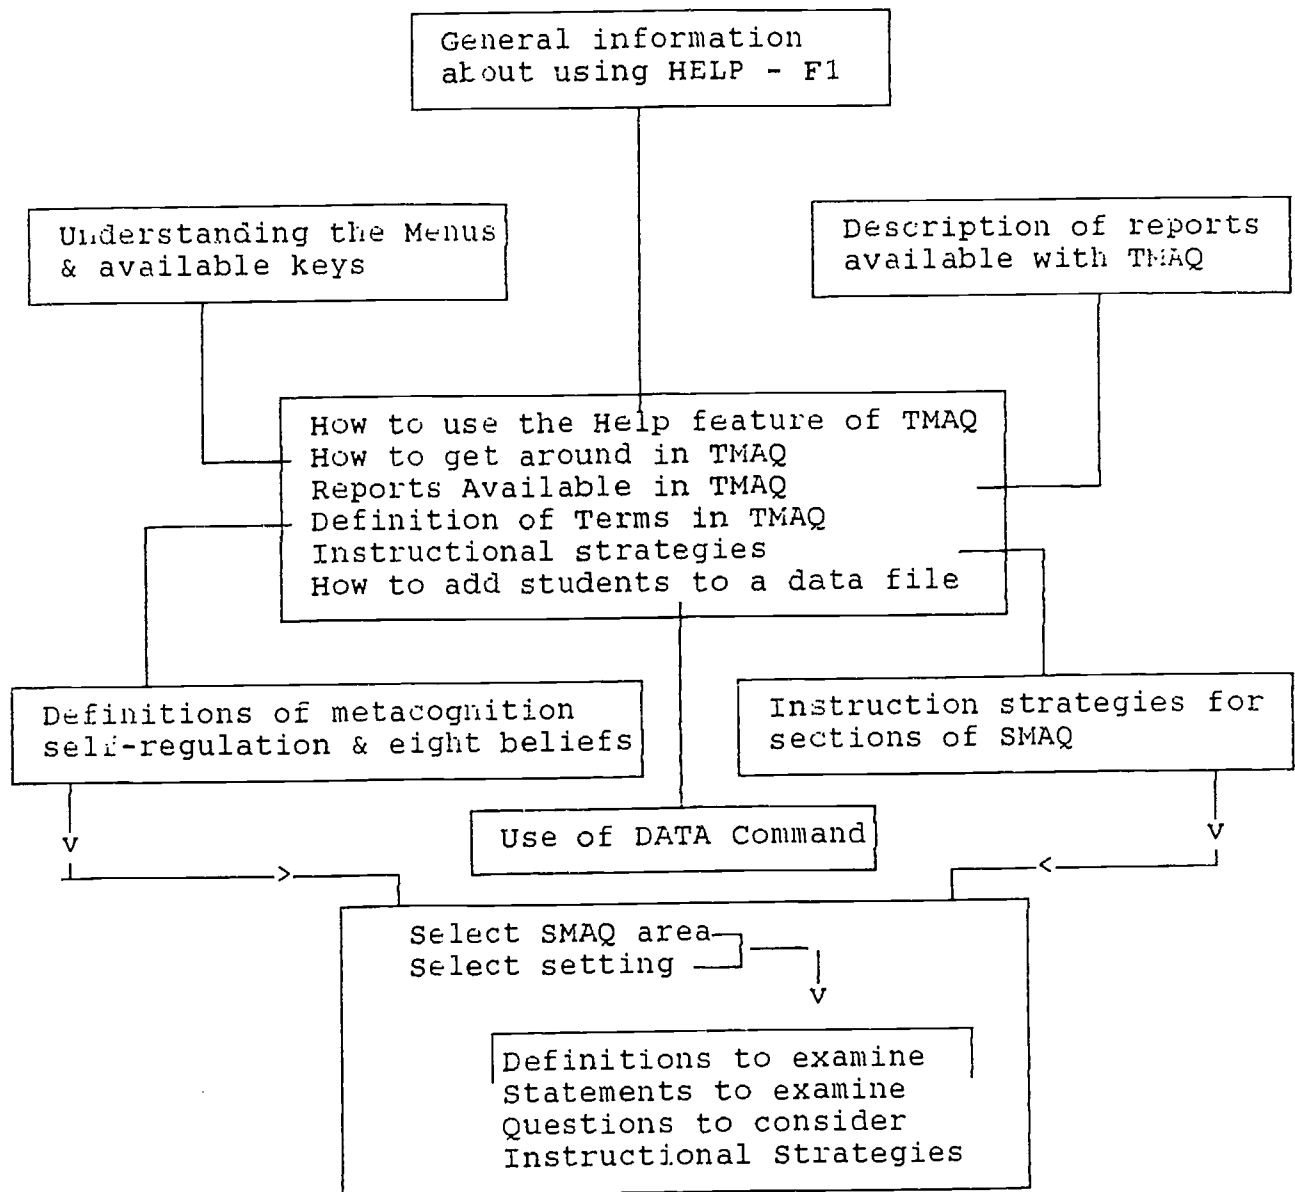 General information
about using HELP - F1
Understanding the Menus
& available keys
Description of reports
available with TMAQ
How to use the Help feature of TMAQ
How to get around in TMAQ
Reports Available in TMAQ
Definition of Terms in TMAQ
Instructional strategies
How to add students to a data file
Definitions of metacognition
self-regulation & eight beliefs
Instruction strategies for
sections of SMAQ
Use of DATA Command
Select SMAQ area
Select setting
Definitions to examine
Statements to examine
Questions to consider
Instructional Strategies